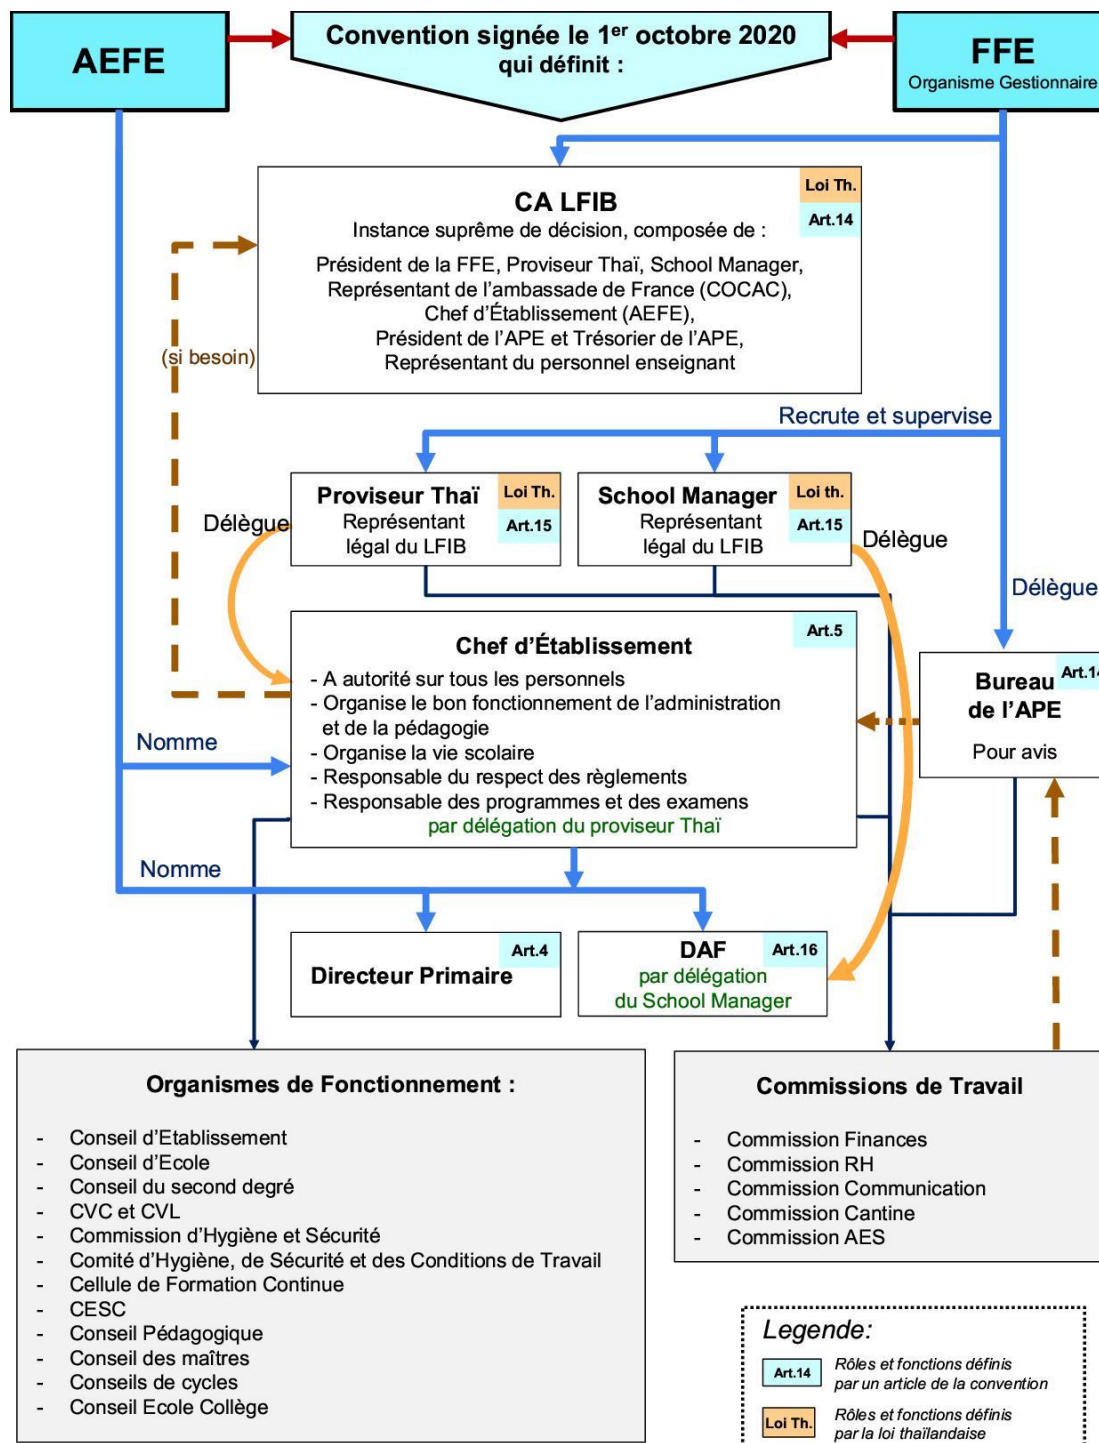 AEFE
Convention signée le 1er octobre 2020
qui définit :
FFE
Organisme Gestionnaire
Loi Th.
Art.14
CA LFIB
Instance suprême de décision, composée de :
Président de la FFE, Proviseur Thaï, School Manager,
Représentant de l'ambassade de France (COCAC),
Chef d'Établissement (AEFE),
Président de l'APE et Trésorier de l'APE,
Représentant du personnel enseignant
(si besoin)
Recrute et supervise
Proviseur Thaï
Représentant
légal du LFIB
Loi Th.
Art.15
School Manager
Représentant
légal du LFIB
Loi th.
Art.15
Délègue
Délègue
Délègue
Chef d'Établissement
Art.5
- A autorité sur tous les personnels
- Organise le bon fonctionnement de l'administration
et de la pédagogie
- Organise la vie scolaire
- Responsable du respect des règlements
- Responsable des programmes et des examens
par délégation du proviseur Thaï
Bureau
de l'APE
Art.14
Pour avis
Nomme
Nomme
Directeur Primaire
Art.4
DAF
Art.16
par délégation
du School Manager
Organismes de Fonctionnement :
- Conseil d'Etablissement
- Conseil d'Ecole
- Conseil du second degré
- CVC et CVL
- Commission d'Hygiène et Sécurité
- Comité d'Hygiène, de Sécurité et des Conditions de Travail
- Cellule de Formation Continue
- CESC
- Conseil Pédagogique
- Conseil des maîtres
- Conseils de cycles
- Conseil Ecole Collège
Commissions de Travail
- Commission Finances
- Commission RH
- Commission Communication
- Commission Cantine
- Commission AES
Legende:
Art.14
Rôles et fonctions définis
par un article de la convention
Loi Th.
Rôles et fonctions définis
par la loi thaïlandaise